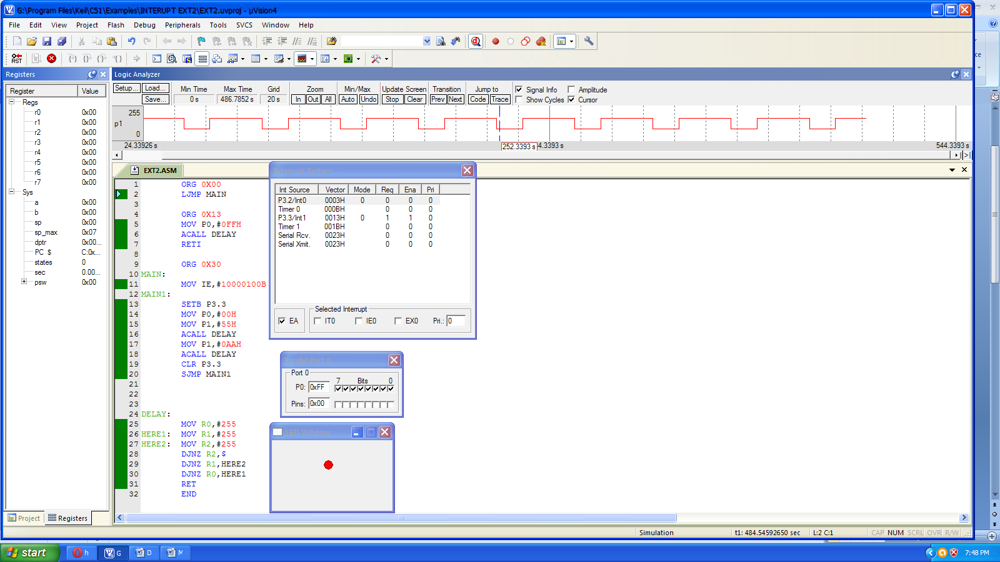 G:\Program Files\Keil\C51\Examples\INTERUPT EXT2\EXT2.uvproj - µVision4
File Edit View Project Flash Debug Peripherals Tools SVCS Window Help
RST
Registers
Register Value
Regs
r0 0x00
r1 0x00
r2 0x00
r3 0x00
r4 0x00
r5 0x00
r6 0x00
r7 0x00
Sys
a 0x00
b 0x00
sp 0x00
sp_max 0x07
dptr 0x00...
PC $ C:0x...
states 0
sec 0.00...
psw 0x00
Project Registers
Logic Analyzer
Setup... Load... Min Time Max Time Grid Zoom Min/Max Update Screen Transition Jump to Signal Info Amplitude
Save... 0 s 486.7852 s 20 s In Out All Auto Undo Stop Clear Prev Next Code Trace Show Cycles Cursor
255
p1
0
24.33926 s 252.3393 s 4.3393 s 544.3393 s
EXT2.ASM
1 ORG 0X00
2 LJMP MAIN
3
4 ORG 0X13
5 MOV P0,#0FFH
6 ACALL DELAY
7 RETI
8
9 ORG 0X30
10 MAIN:
11 MOV IE,#10000100B
12 MAIN1:
13 SETB P3.3
14 MOV P0,#00H
15 MOV P1,#55H
16 ACALL DELAY
17 MOV P1,#0AAH
18 ACALL DELAY
19 CLR P3.3
20 SJMP MAIN1
21
22
23
24 DELAY:
25 MOV R0,#255
26 HERE1: MOV R1,#255
27 HERE2: MOV R2,#255
28 DJNZ R2,$
29 DJNZ R1,HERE2
30 DJNZ R0,HERE1
31 RET
32 END
Interrupt System
Int Source Vector Mode Req Ena Pri
P3.2/Int0 0003H 0 0 0 0
Timer 0 000BH 0 0 0
P3.3/Int1 0013H 0 1 1 0
Timer 1 001BH 0 0 0
Serial Rcv. 0023H 0 0 0
Serial Xmit. 0023H 0 0 0
Selected Interrupt
EA IT0 IE0 EX0 Pri.: 0
Parallel Port 0
Port 0
7 Bits 0
P0: 0xFF
Pins: 0x00
LED Window
Simulation t1: 484.54592650 sec L:2 C:1 CAP NUM SCRL OVR R/W
start h G D M 7:48 PM
ce